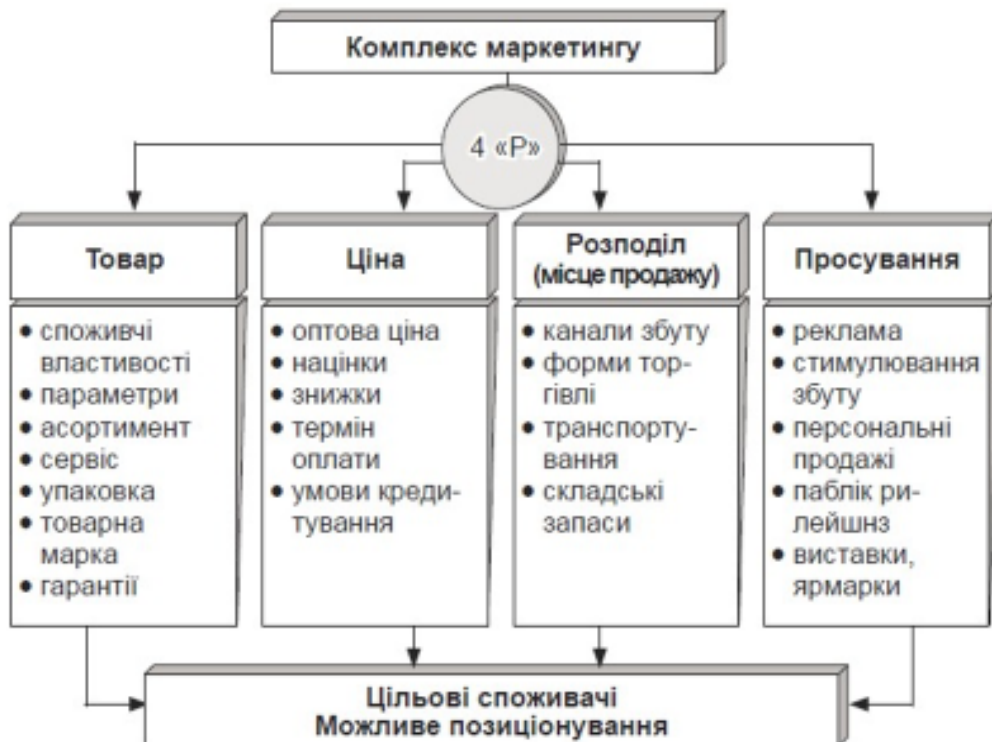 Комплекс маркетингу
4 «Р»
Товар
• споживчі
властивості
• параметри
• асортимент
• сервіс
• упаковка
• товарна
марка
• гарантії
Ціна
• оптова ціна
• націнки
• знижки
• термін
оплати
• умови креди-
тування
Розподіл
(місце продажу)
• канали збуту
• форми тор-
гівлі
• транспорту-
вання
• складські
запаси
Просування
• реклама
• стимулювання
збуту
• персональні
продажі
• паблік ри-
лейшнз
• виставки,
ярмарки
Цільові споживачі
Можливе позиціонування